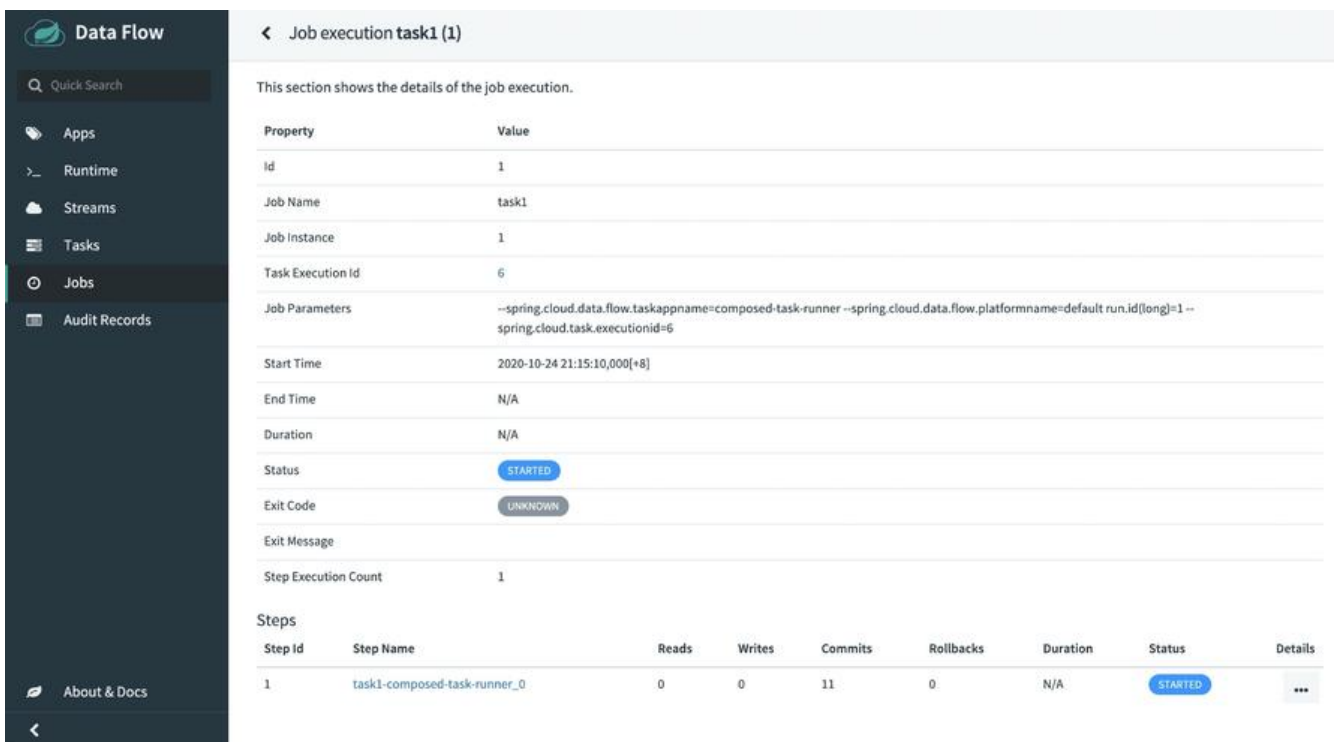 Data Flow
Quick Search
Apps
Runtime
Streams
Tasks
Jobs
Audit Records
About & Docs
Job execution task1 (1)
This section shows the details of the job execution.
Property Value
Id 1
Job Name task1
Job Instance 1
Task Execution Id 6
Job Parameters --spring.cloud.data.flow.taskappname=composed-task-runner --spring.cloud.data.flow.platformname=default run.id(long)=1 --
spring.cloud.task.executionid=6
Start Time 2020-10-24 21:15:10,000[+8]
End Time N/A
Duration N/A
Status STARTED
Exit Code UNKNOWN
Exit Message
Step Execution Count 1
Steps
Step Id Step Name Reads Writes Commits Rollbacks Duration Status Details
1 task1-composed-task-runner_0 0 0 11 0 N/A STARTED